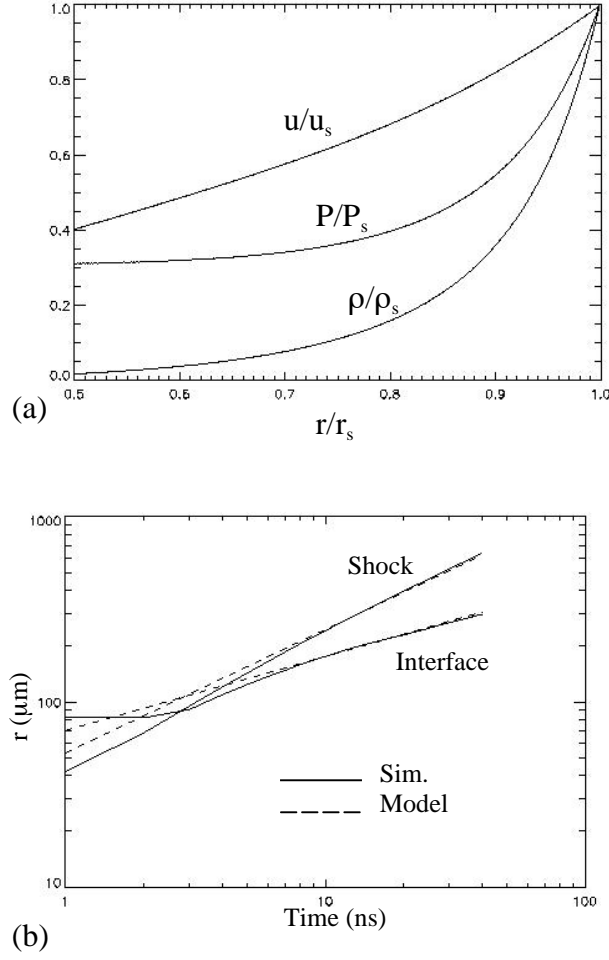 1.0
0.8
0.6
0.4
0.2
0.0
u/u_s
P/P_s
ρ/ρ_s
0.5 0.6 0.7 0.8 0.9 1.0
(a)
r/r_s
1000
100
10
r (μm)
Shock
Interface
Sim.
Model
1 10 100
Time (ns)
(b)